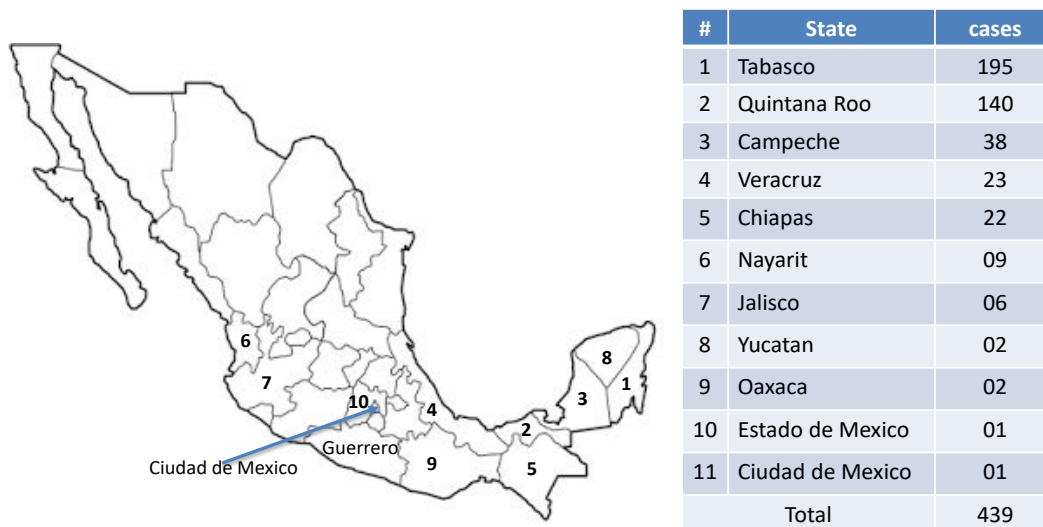 # State cases
1 Tabasco 195
2 Quintana Roo 140
3 Campeche 38
4 Veracruz 23
5 Chiapas 22
6 Nayarit 09
7 Jalisco 06
8 Yucatan 02
9 Oaxaca 02
10 Estado de Mexico 01
11 Ciudad de Mexico 01
Total 439
6
8
7
1
3
10
4
2
Guerrero
Ciudad de Mexico
9
5